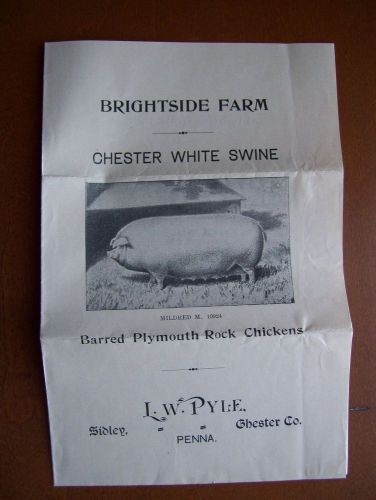 BRIGHTSIDE FARM
CHESTER WHITE SWINE
MILDRED M., 10924
Barred Plymouth Rock Chickens
L. W. PYLE,
Sidley, Chester Co.
PENNA.